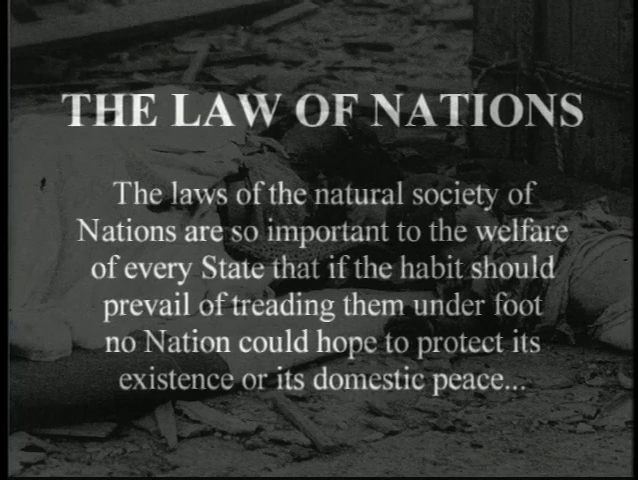 THE LAW OF NATIONS
The laws of the natural society of
Nations are so important to the welfare
of every State that if the habit should
prevail of treading them under foot
no Nation could hope to protect its
existence or its domestic peace...